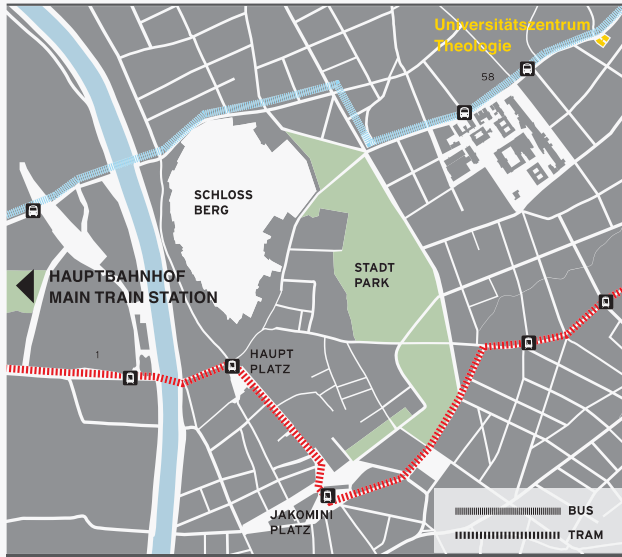 Universitätszentrum
Theologie
58
SCHLOSS
BERG
STADT
PARK
HAUPTBAHNHOF
MAIN TRAIN STATION
1
HAUPT
PLATZ
JAKOMINI
PLATZ
BUS
TRAM